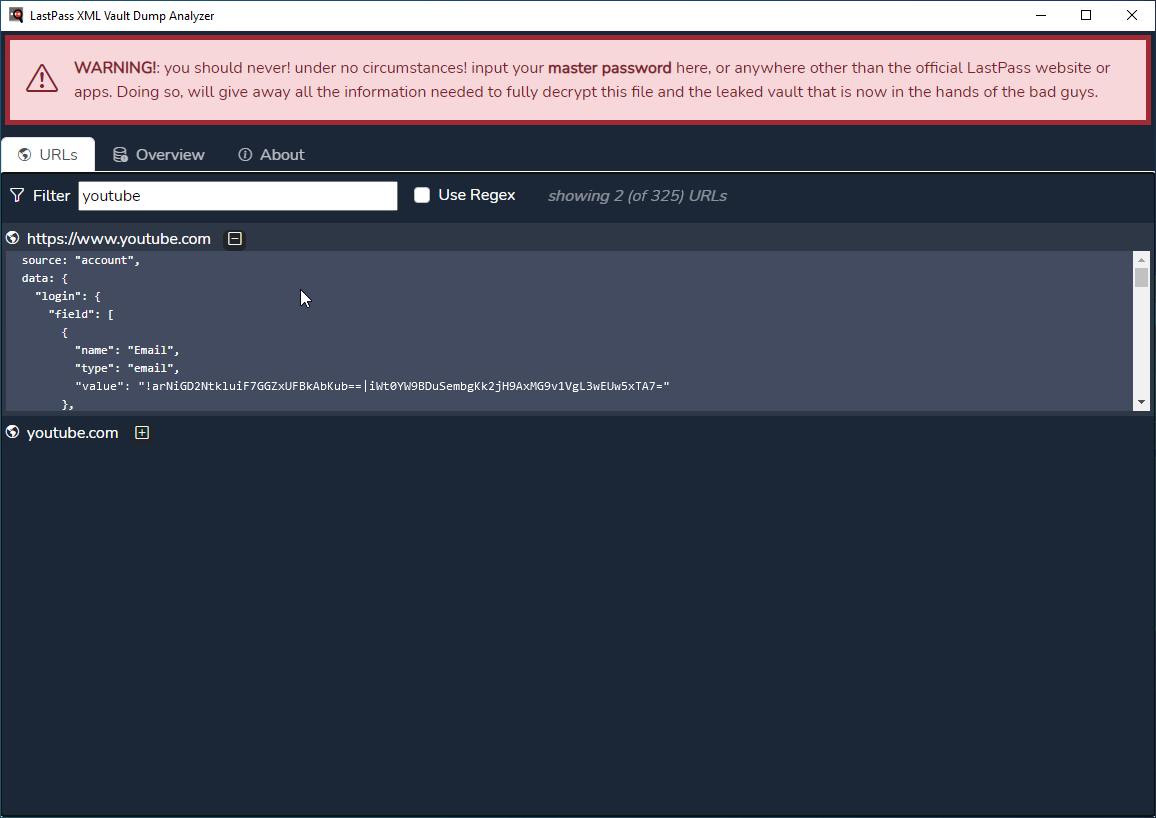 LastPass XML Vault Dump Analyzer
WARNING!: you should never! under no circumstances! input your master password here, or anywhere other than the official LastPass website or
apps. Doing so, will give away all the information needed to fully decrypt this file and the leaked vault that is now in the hands of the bad guys.
URLs Overview About
Filter youtube Use Regex showing 2 (of 325) URLs
https://www.youtube.com
source: "account",
data: {
"login": {
"field": [
{
"name": "Email",
"type": "email",
"value": "!arNiGD2NtkluiF7GGZxUFBkAbKub==|iWt0YW9BDuSembgKk2jH9AxMG9v1VgL3wEUw5xTA7="
},
youtube.com